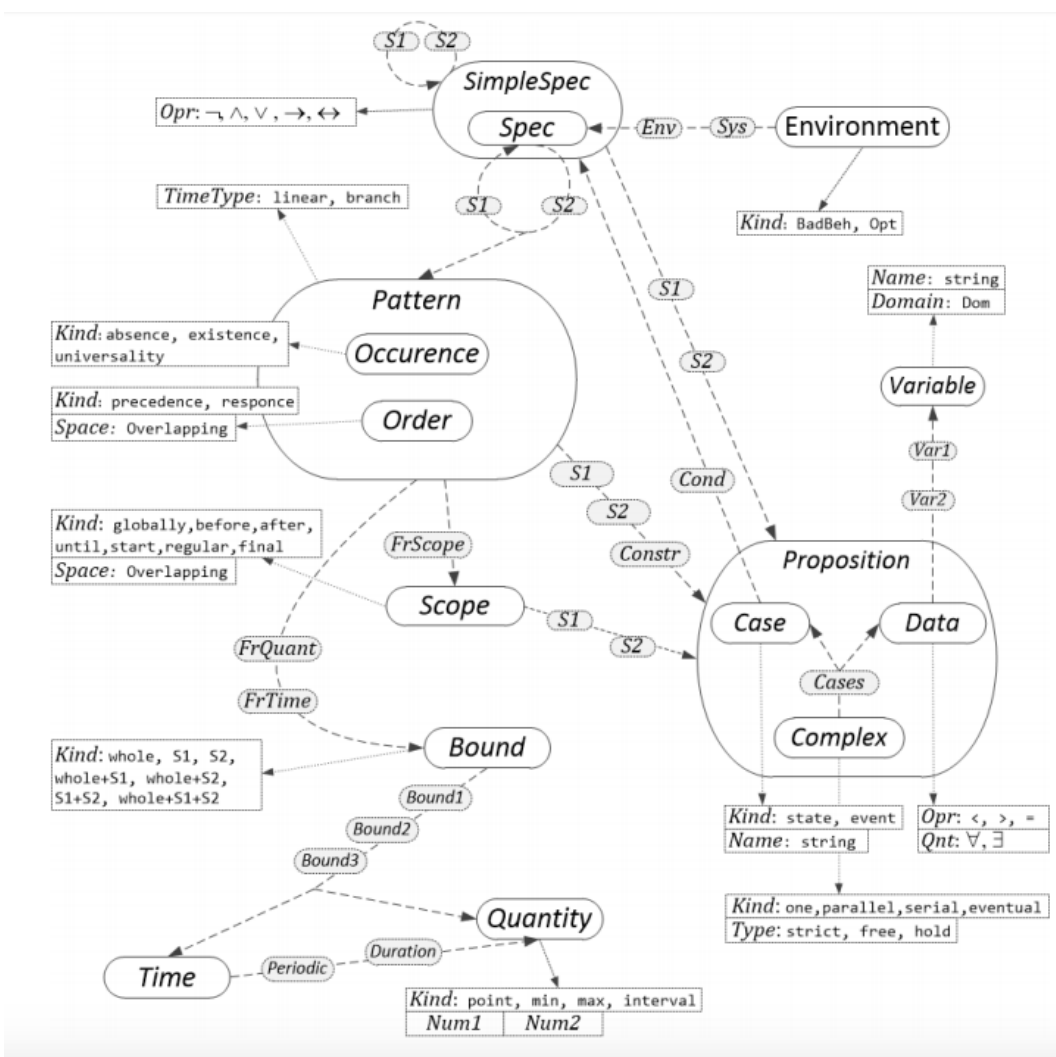 S1 S2
SimpleSpec
Opr: ¬, ∧, ∨ , →, ↔
Spec
Env Sys
Environment
TimeType: linear, branch
S1 S2
Kind: BadBeh, Opt
Pattern
S1
Name: string
Domain: Dom
Kind: absence, existence,
universality
Occurence
S2
Variable
Kind: precedence, responce
Space: Overlapping
Order
Var1
S1
Cond
Var2
S2
Kind: globally,before,after,
until,start,regular,final
Space: Overlapping
FrScope
Constr
Proposition
Scope
S1
S2
Case
Data
FrQuant
Cases
FrTime
Complex
Bound
Kind: whole, S1, S2,
whole+S1, whole+S2,
S1+S2, whole+S1+S2
Bound1
Bound2
Bound3
Kind: state, event
Name: string
Opr: <, >, =
Qnt: ∀, ∃
Quantity
Kind: one,parallel,serial,eventual
Type: strict, free, hold
Time
Periodic
Duration
Kind: point, min, max, interval
Num1 Num2